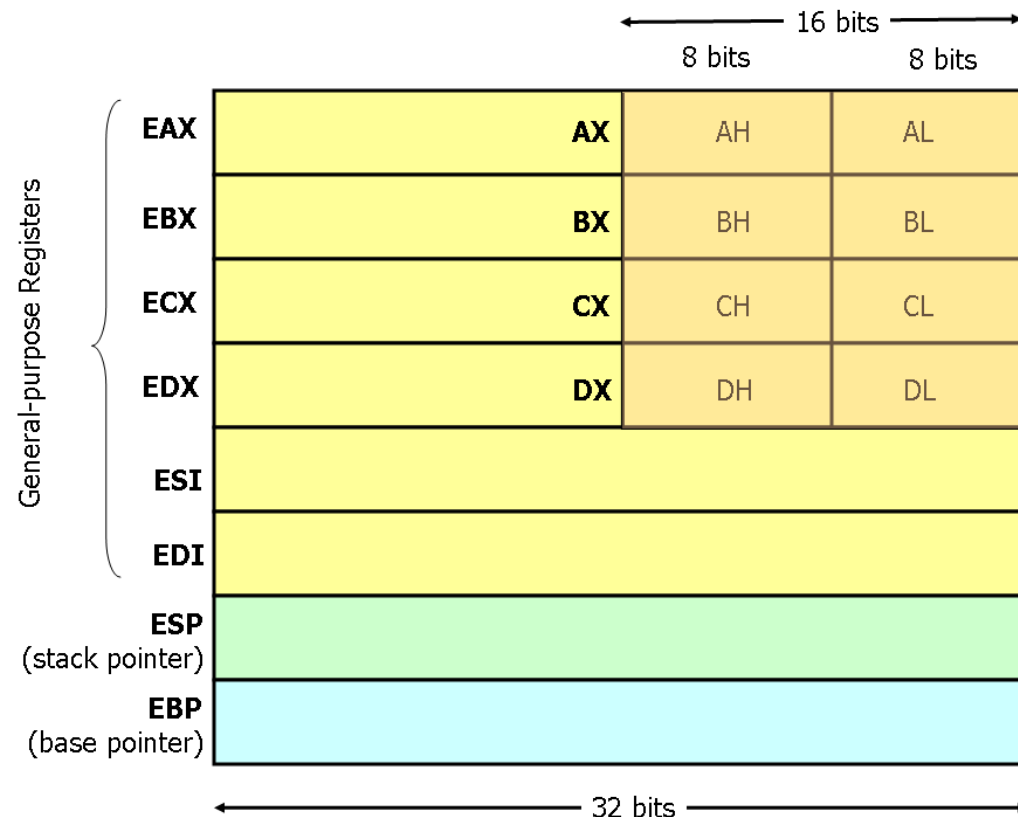 16 bits
8 bits 8 bits
General-purpose Registers
EAX AX AH AL
EBX BX BH BL
ECX CX CH CL
EDX DX DH DL
ESI
EDI
ESP
(stack pointer)
EBP
(base pointer)
32 bits